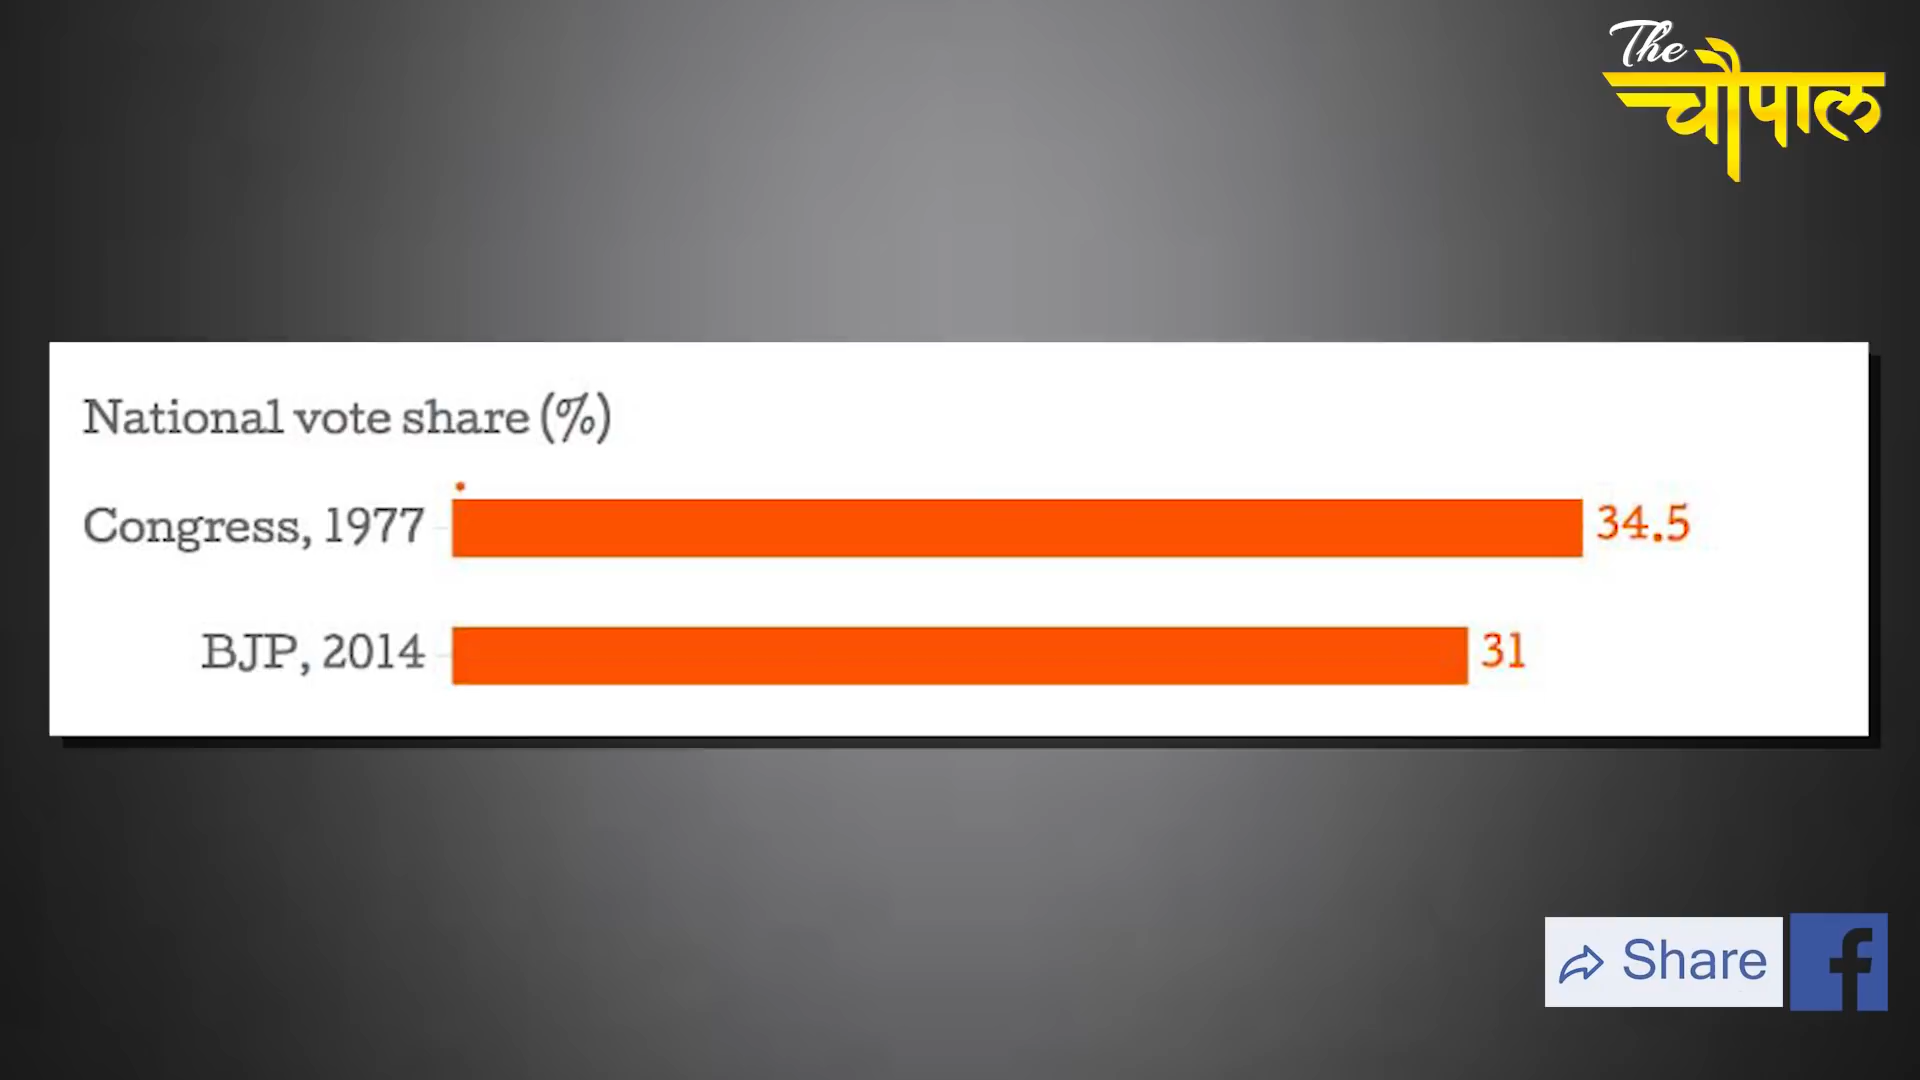 The
चौपाल
National vote share (%)
Congress, 1977 34.5
BJP, 2014 31
Share f